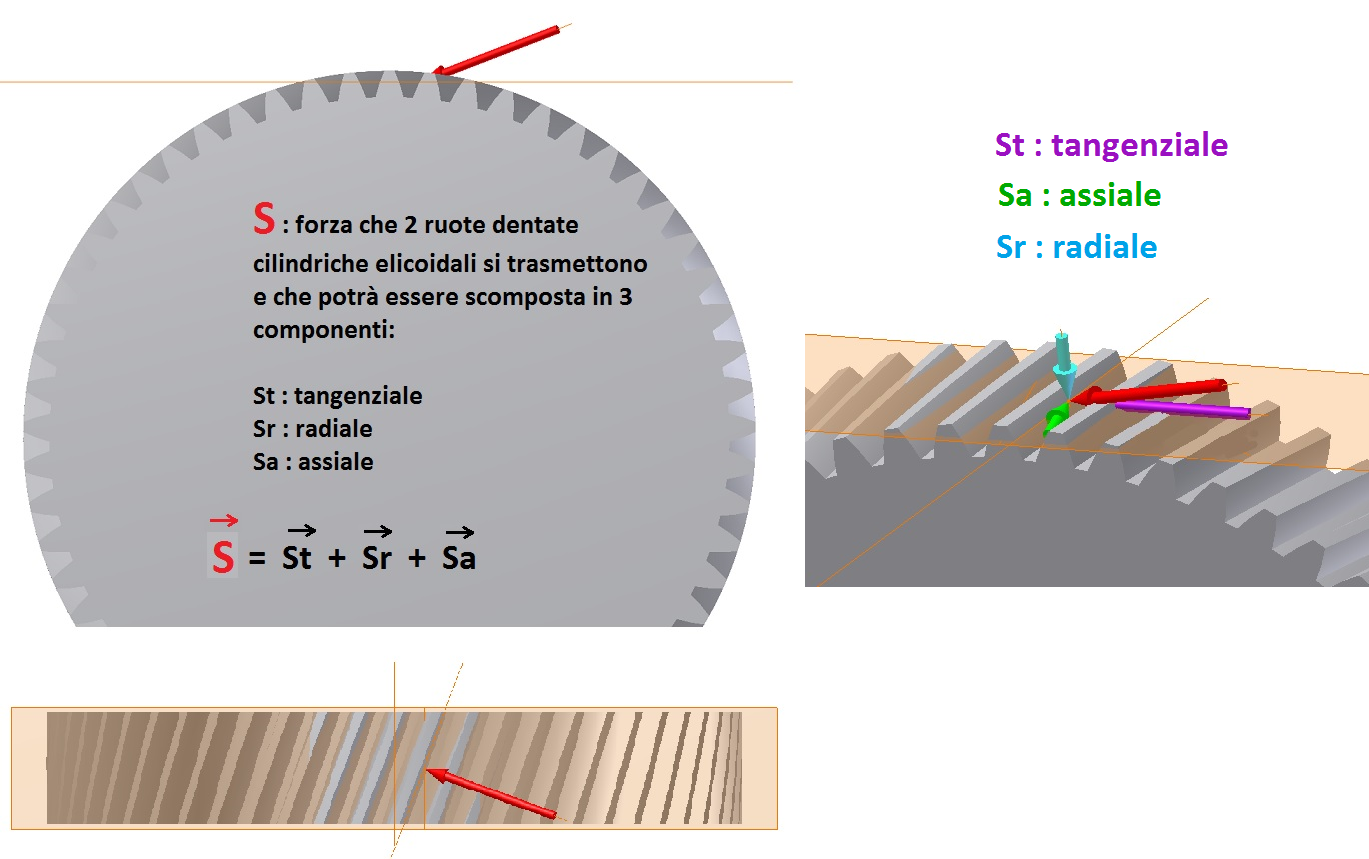 S : forza che 2 ruote dentate
cilindriche elicoidali si trasmettono
e che potrà essere scomposta in 3
componenti:
St : tangenziale
Sr : radiale
Sa : assiale
S = St + Sr + Sa
St : tangenziale
Sa : assiale
Sr : radiale